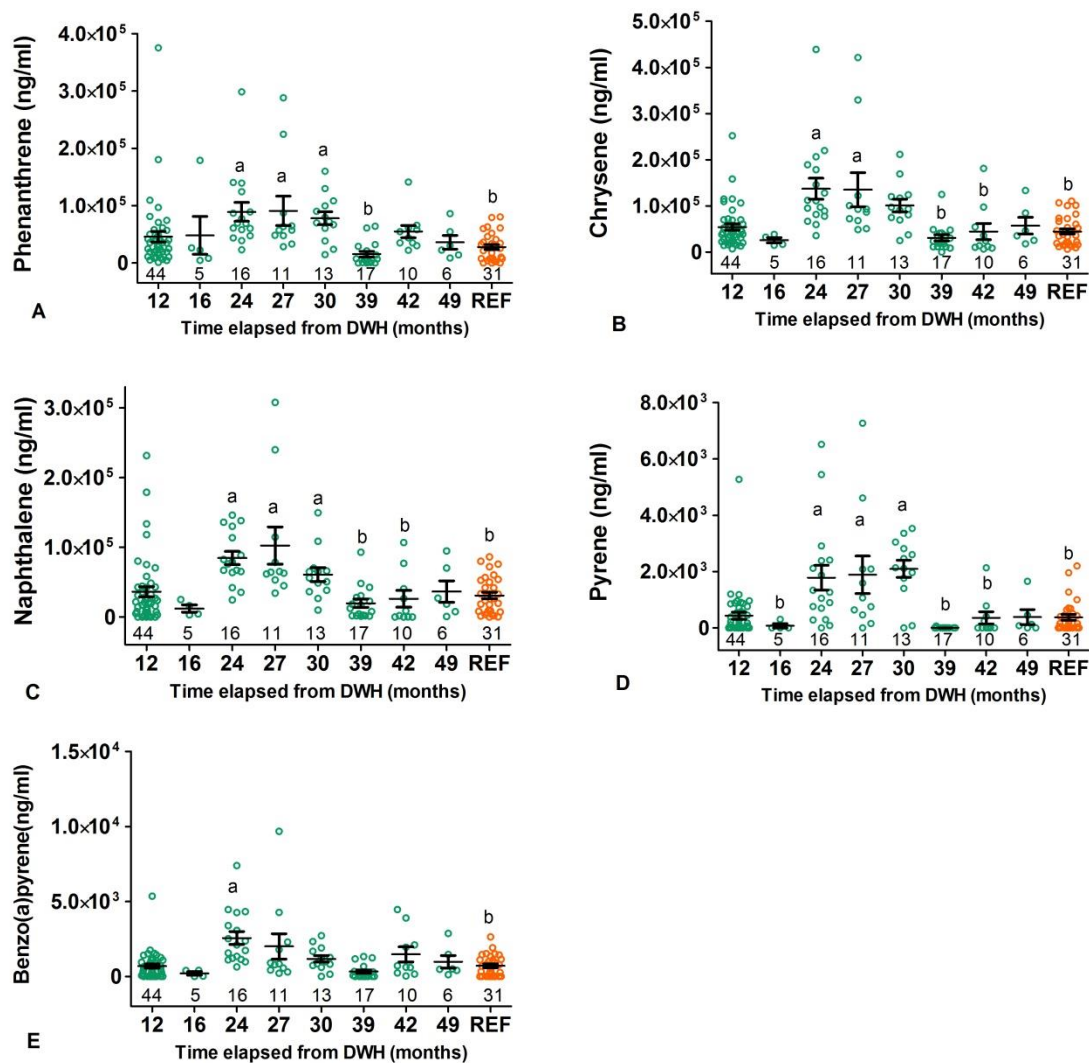 Phenanthrene (ng/ml)
4.0×10⁵
3.0×10⁵
2.0×10⁵
1.0×10⁵
0
a
a
a
b
b
44 5 16 11 13 17 10 6 31
12 16 24 27 30 39 42 49 REF
Time elapsed from DWH (months)
A
Chrysene (ng/ml)
5.0×10⁵
4.0×10⁵
3.0×10⁵
2.0×10⁵
1.0×10⁵
0
a
a
b
b
b
44 5 16 11 13 17 10 6 31
12 16 24 27 30 39 42 49 REF
Time elapsed from DWH (months)
B
Naphthalene (ng/ml)
3.0×10⁵
2.0×10⁵
1.0×10⁵
0
a
a
a
b
b
b
44 5 16 11 13 17 10 6 31
12 16 24 27 30 39 42 49 REF
Time elapsed from DWH (months)
C
Pyrene (ng/ml)
8.0×10³
6.0×10³
4.0×10³
2.0×10³
0
b
a
a
a
b
b
b
44 5 16 11 13 17 10 6 31
12 16 24 27 30 39 42 49 REF
Time elapsed from DWH (months)
D
Benzo(a)pyrene(ng/ml)
1.5×10⁴
1.0×10⁴
5.0×10³
0
a
b
44 5 16 11 13 17 10 6 31
12 16 24 27 30 39 42 49 REF
Time elapsed from DWH (months)
E